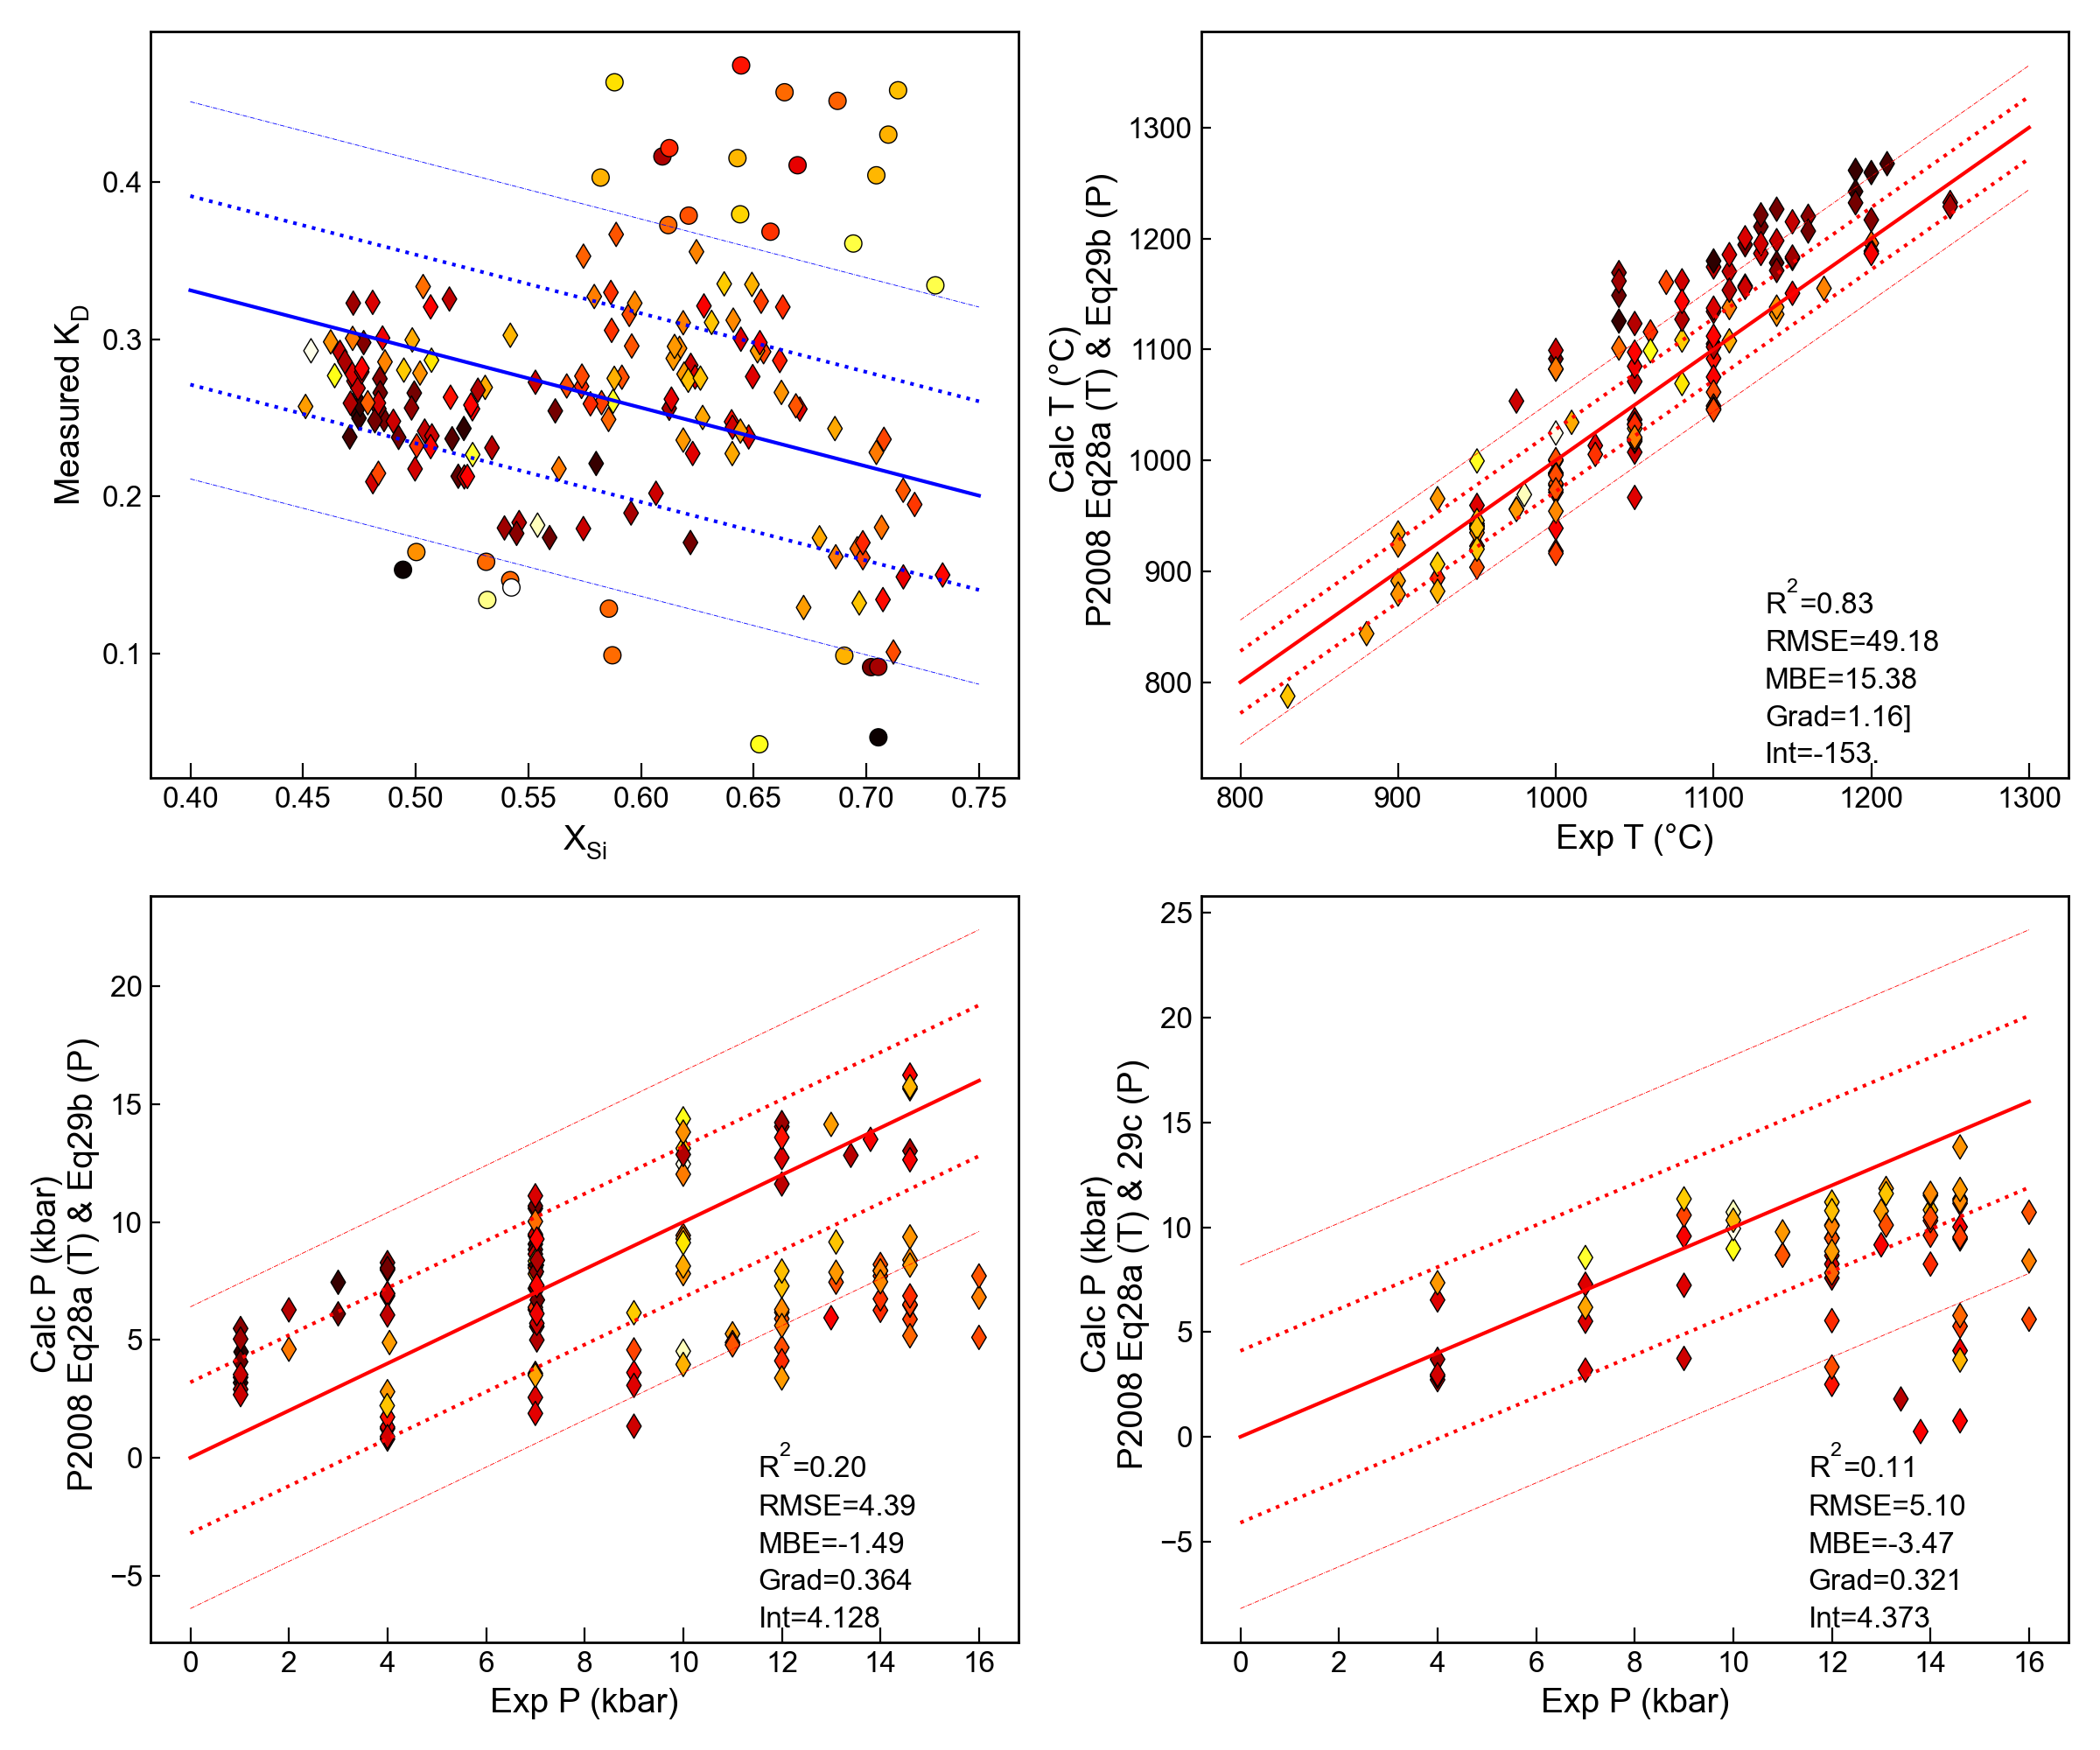 Measured K_D
0.4
0.3
0.2
0.1
0.40 0.45 0.50 0.55 0.60 0.65 0.70 0.75
X_Si
Calc T (°C)
P2008 Eq28a (T) & Eq29b (P)
1300
1200
1100
1000
900
800
R²=0.83
RMSE=49.18
MBE=15.38
Grad=1.16]
Int=-153.
800 900 1000 1100 1200 1300
Exp T (°C)
Calc P (kbar)
P2008 Eq28a (T) & Eq29b (P)
20
15
10
5
0
−5
R²=0.20
RMSE=4.39
MBE=-1.49
Grad=0.364
Int=4.128
0 2 4 6 8 10 12 14 16
Exp P (kbar)
Calc P (kbar)
P2008 Eq28a (T) & 29c (P)
25
20
15
10
5
0
−5
R²=0.11
RMSE=5.10
MBE=-3.47
Grad=0.321
Int=4.373
0 2 4 6 8 10 12 14 16
Exp P (kbar)